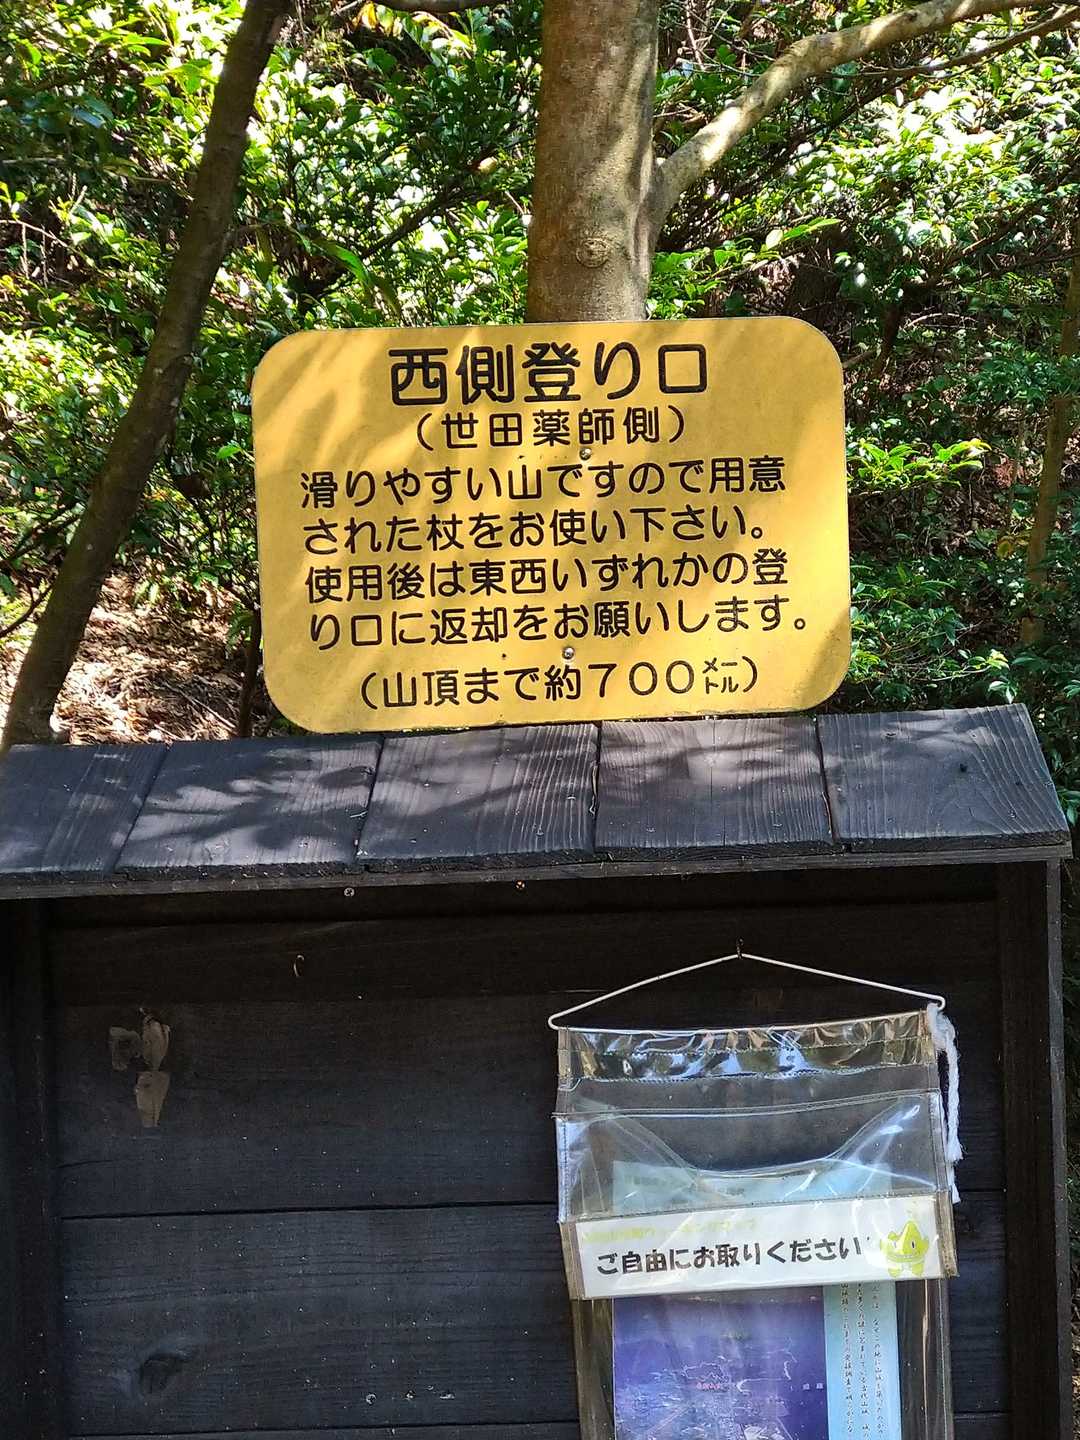 西側登り口
（世田薬師側）
滑りやすい山ですので用意
された杖をお使い下さい。
使用後は東西いずれかの登
り口に返却をお願いします。
（山頂まで約７００メートル）
ご自由にお取りください